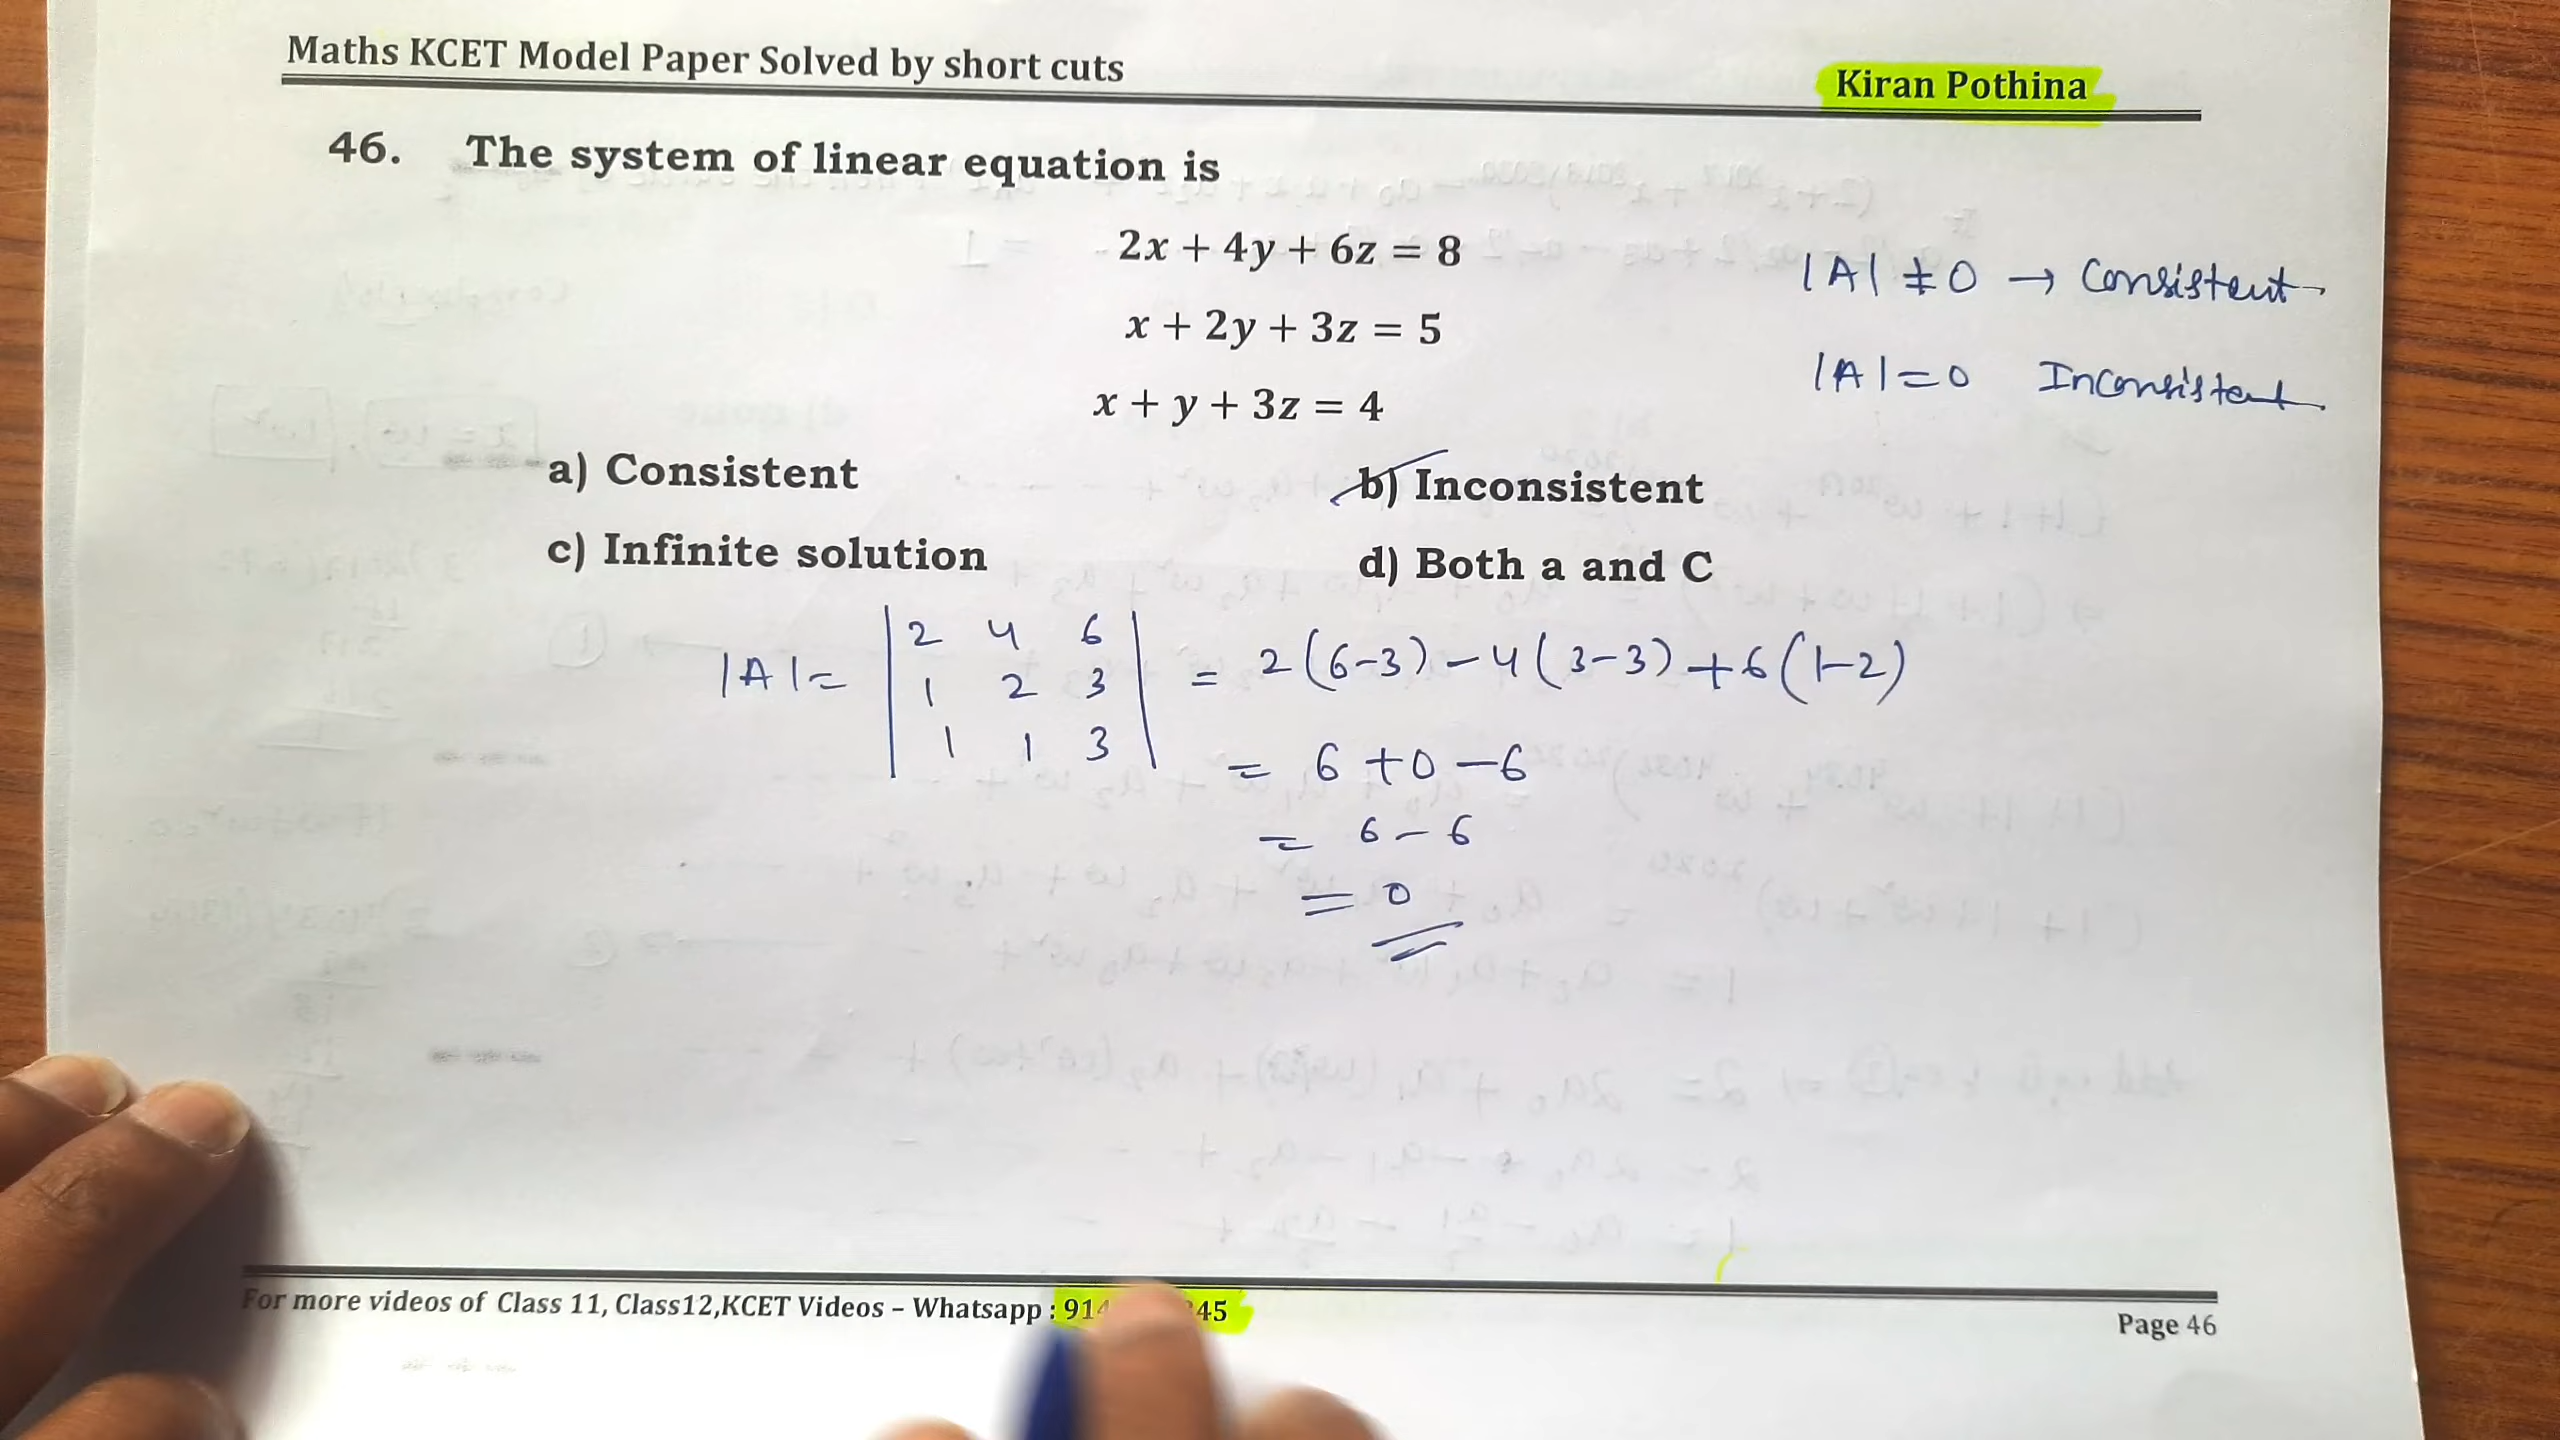 Maths KCET Model Paper Solved by short cuts
Kiran Pothina
46. The system of linear equation is
2x + 4y + 6z = 8
x + 2y + 3z = 5
x + y + 3z = 4
|A| ≠ 0 → Consistent
|A| = 0 Inconsistent
a) Consistent b) Inconsistent
c) Infinite solution d) Both a and C
|A| = | 2 4 6 | = 2(6-3) - 4(3-3) + 6(1-2)
1 2 3
1 1 3
= 6 + 0 - 6
= 6 - 6
= 0
For more videos of Class 11, Class12,KCET Videos – Whatsapp : 91 45
Page 46